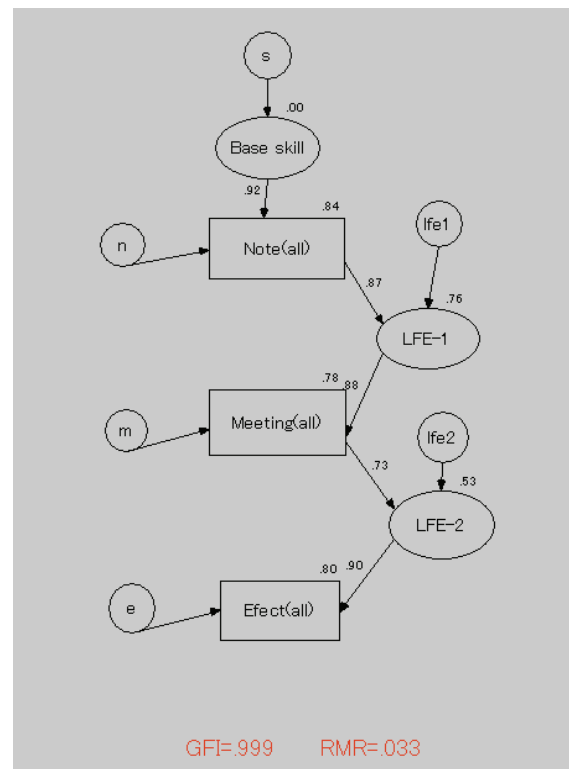 s
.00
Base skill
.92
.84
n
Note(all)
lfe1
.87
.76
LFE-1
.78
.88
m
Meeting(all)
lfe2
.73
.53
LFE-2
.80
.90
e
Efect(all)
GFI=.999 RMR=.033